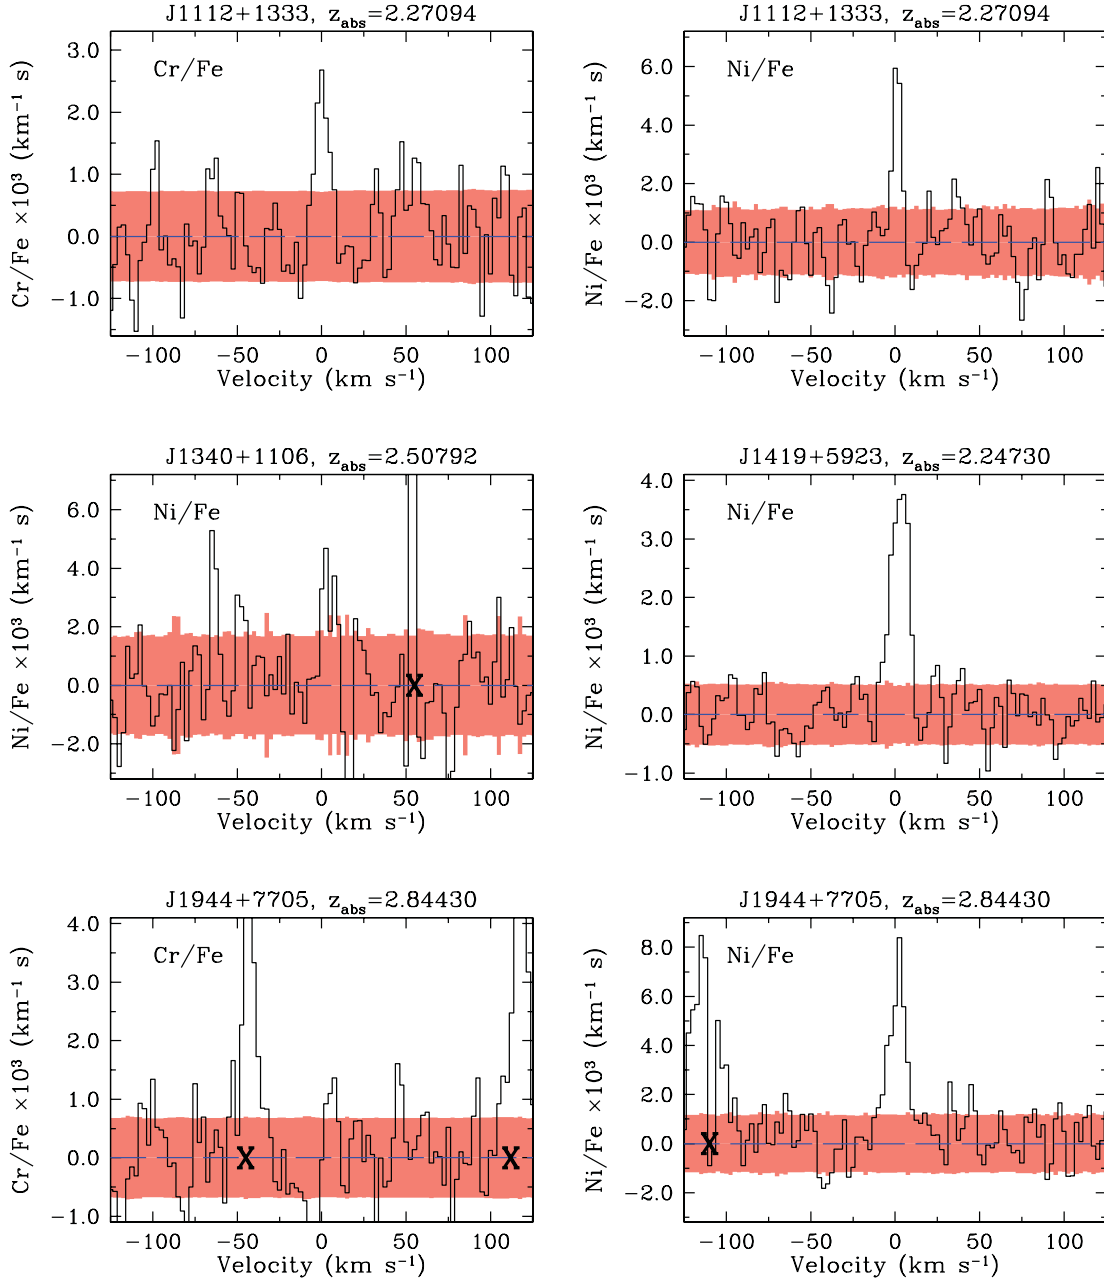 J1112+1333, zabs=2.27094
Cr/Fe
3.0
2.0
1.0
0.0
−1.0
Cr/Fe ×10³ (km⁻¹ s)
−100 −50 0 50 100
Velocity (km s⁻¹)
J1112+1333, zabs=2.27094
Ni/Fe
6.0
4.0
2.0
0.0
−2.0
Ni/Fe ×10³ (km⁻¹ s)
−100 −50 0 50 100
Velocity (km s⁻¹)
J1340+1106, zabs=2.50792
Ni/Fe
6.0
4.0
2.0
0.0
−2.0
Ni/Fe ×10³ (km⁻¹ s)
X
−100 −50 0 50 100
Velocity (km s⁻¹)
J1419+5923, zabs=2.24730
Ni/Fe
4.0
3.0
2.0
1.0
0.0
−1.0
Ni/Fe ×10³ (km⁻¹ s)
−100 −50 0 50 100
Velocity (km s⁻¹)
J1944+7705, zabs=2.84430
Cr/Fe
4.0
3.0
2.0
1.0
0.0
−1.0
Cr/Fe ×10³ (km⁻¹ s)
X X
−100 −50 0 50 100
Velocity (km s⁻¹)
J1944+7705, zabs=2.84430
Ni/Fe
8.0
6.0
4.0
2.0
0.0
−2.0
Ni/Fe ×10³ (km⁻¹ s)
X
−100 −50 0 50 100
Velocity (km s⁻¹)